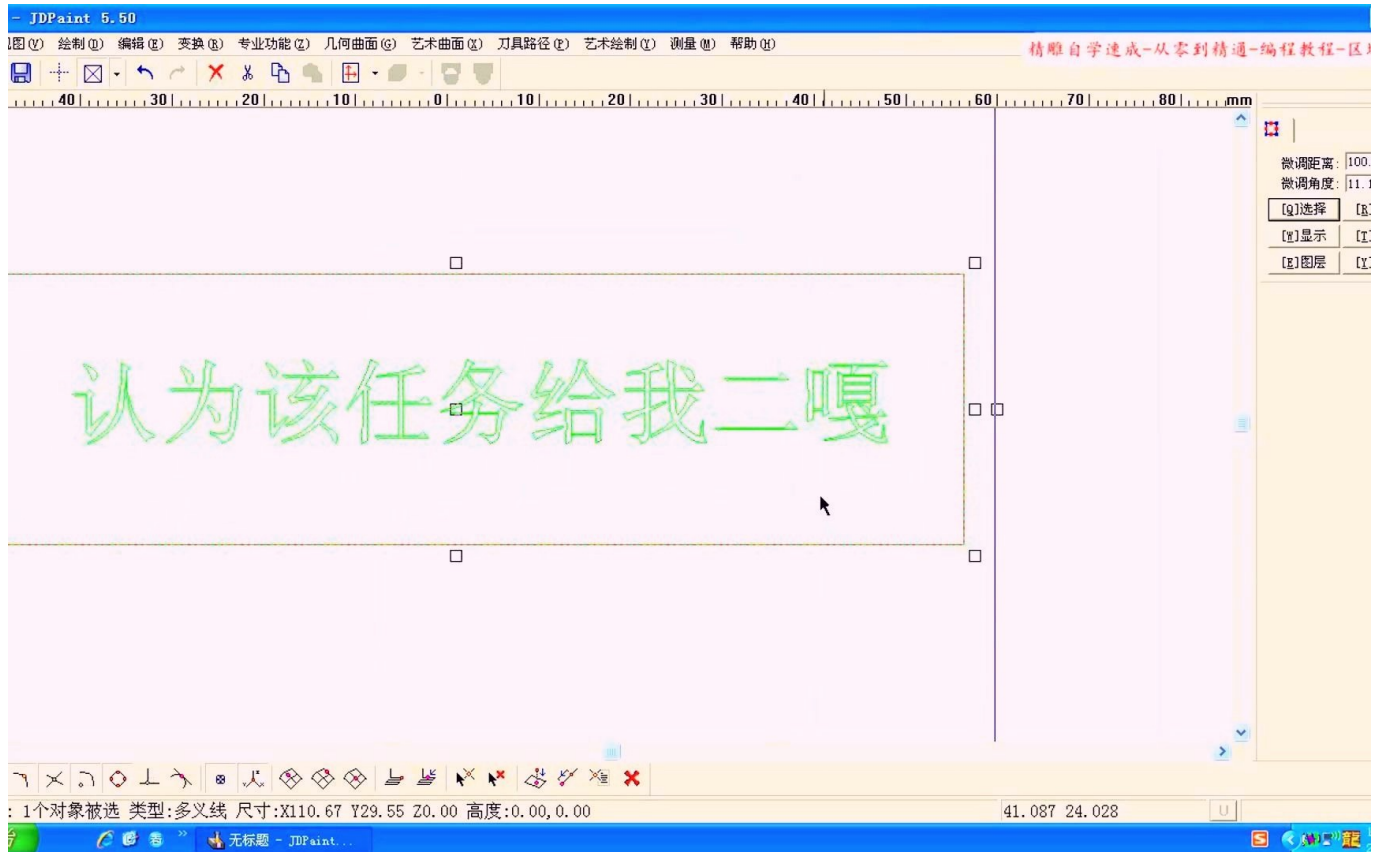 - JDPaint 5.50
图(V) 绘制(D) 编辑(E) 变换(R) 专业功能(Z) 几何曲面(G) 艺术曲面(X) 刀具路径(P) 艺术绘制(Y) 测量(M) 帮助(H)
精雕自学速成-从零到精通-编程教程-区
40 30 20 10 0 10 20 30 40 50 60 70 80 mm
微调距离: 100.
微调角度: 11.1
[Q]选择 [R]
[W]显示 [T]
[E]图层 [Y]
认为该任务给我二嘎
: 1个对象被选 类型:多义线 尺寸:X110.67 Y29.55 Z0.00 高度:0.00,0.00
41.087 24.028
U
无标题 - JDPaint...
S
龍